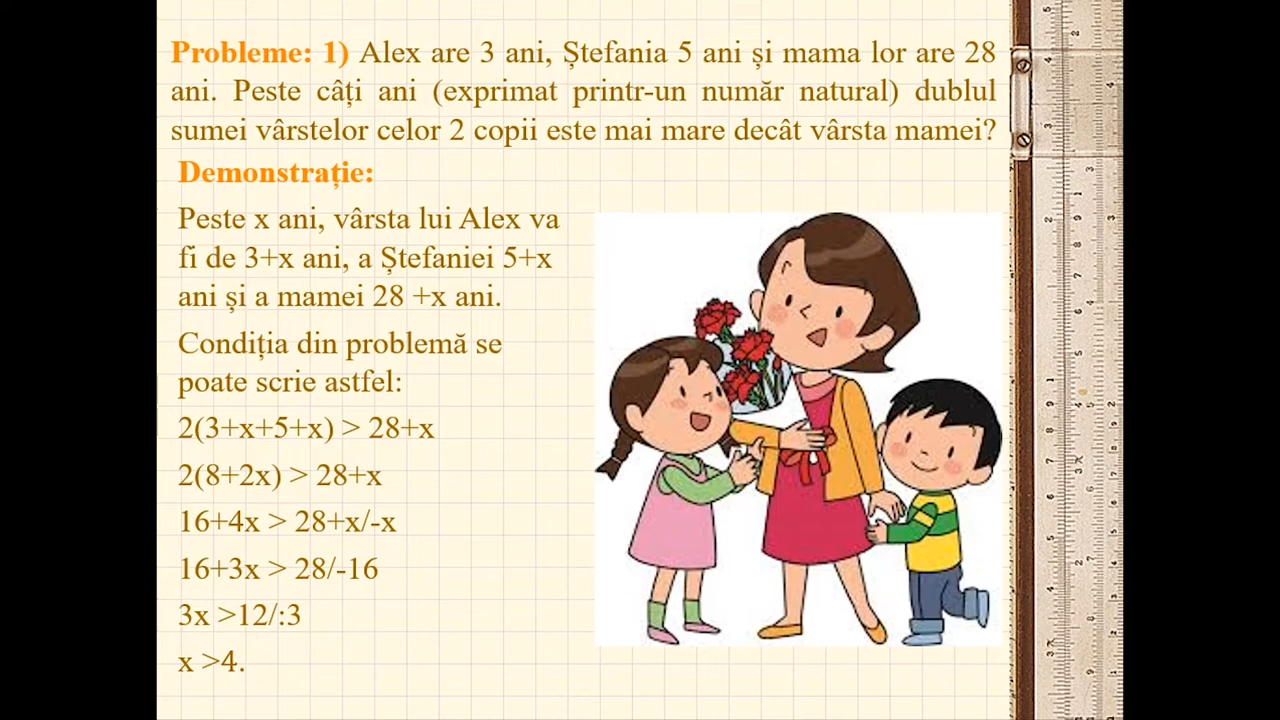 Probleme: 1) Alex are 3 ani, Ștefania 5 ani și mama lor are 28
ani. Peste câți ani (exprimat printr-un număr natural) dublul
sumei vârstelor celor 2 copii este mai mare decât vârsta mamei?
Demonstrație:
Peste x ani, vârsta lui Alex va
fi de 3+x ani, a Ștefaniei 5+x
ani și a mamei 28 +x ani.
Condiția din problemă se
poate scrie astfel:
2(3+x+5+x) > 28+x
2(8+2x) > 28+x
16+4x > 28+x/-x
16+3x > 28/-16
3x >12/:3
x >4.